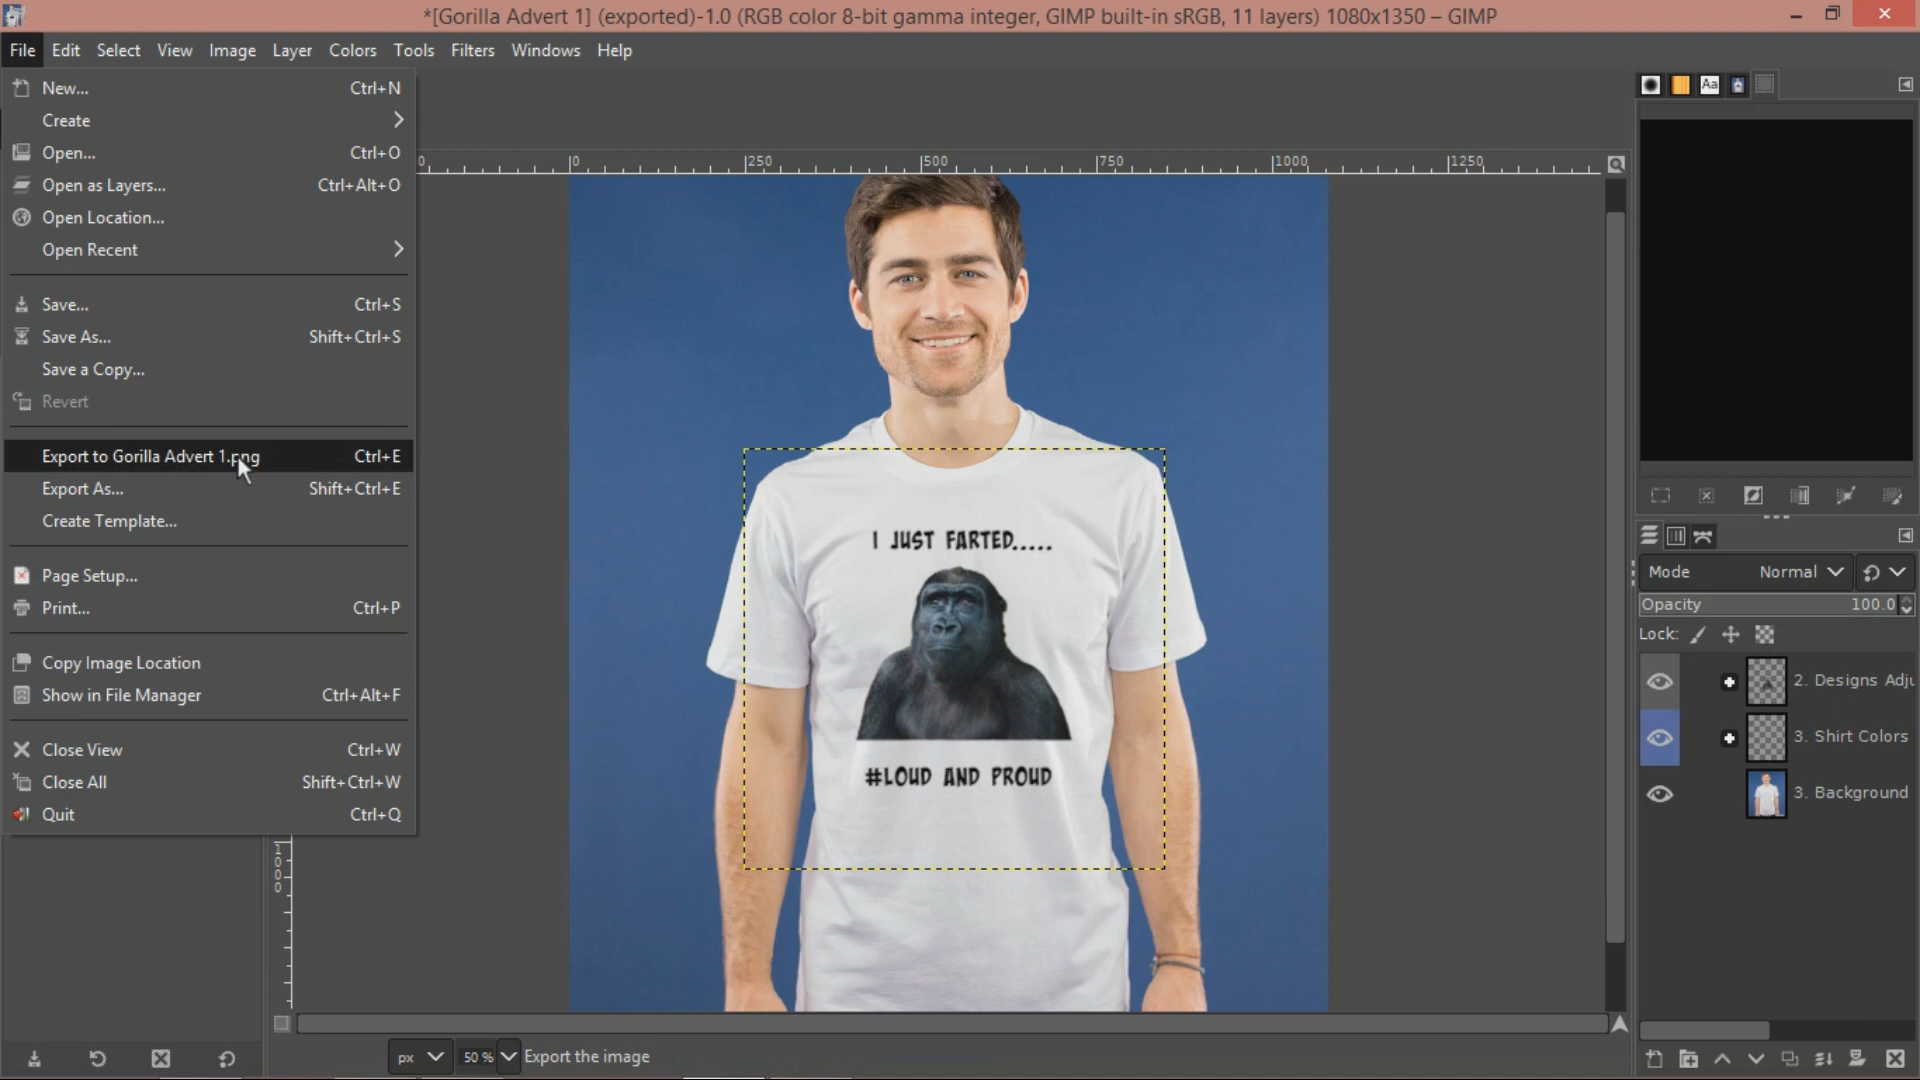 *[Gorilla Advert 1] (exported)-1.0 (RGB color 8-bit gamma integer, GIMP built-in sRGB, 11 layers) 1080x1350 – GIMP
File Edit Select View Image Layer Colors Tools Filters Windows Help
New... Ctrl+N
Create
Open... Ctrl+O
Open as Layers... Ctrl+Alt+O
Open Location...
Open Recent
Save... Ctrl+S
Save As... Shift+Ctrl+S
Save a Copy...
Revert
Export to Gorilla Advert 1.png Ctrl+E
Export As... Shift+Ctrl+E
Create Template...
Page Setup...
Print... Ctrl+P
Copy Image Location
Show in File Manager Ctrl+Alt+F
Close View Ctrl+W
Close All Shift+Ctrl+W
Quit Ctrl+Q
0 0 250 500 750 1000 1250
I JUST FARTED.....
#LOUD AND PROUD
1000
px 50 % Export the image
Aa
Mode Normal
Opacity 100.0
Lock:
2. Designs Adju
3. Shirt Colors
3. Background